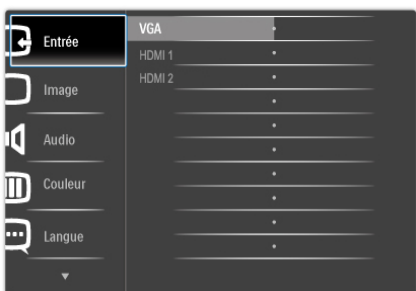 Entrée
Image
Audio
Couleur
Langue
VGA
HDMI 1
HDMI 2